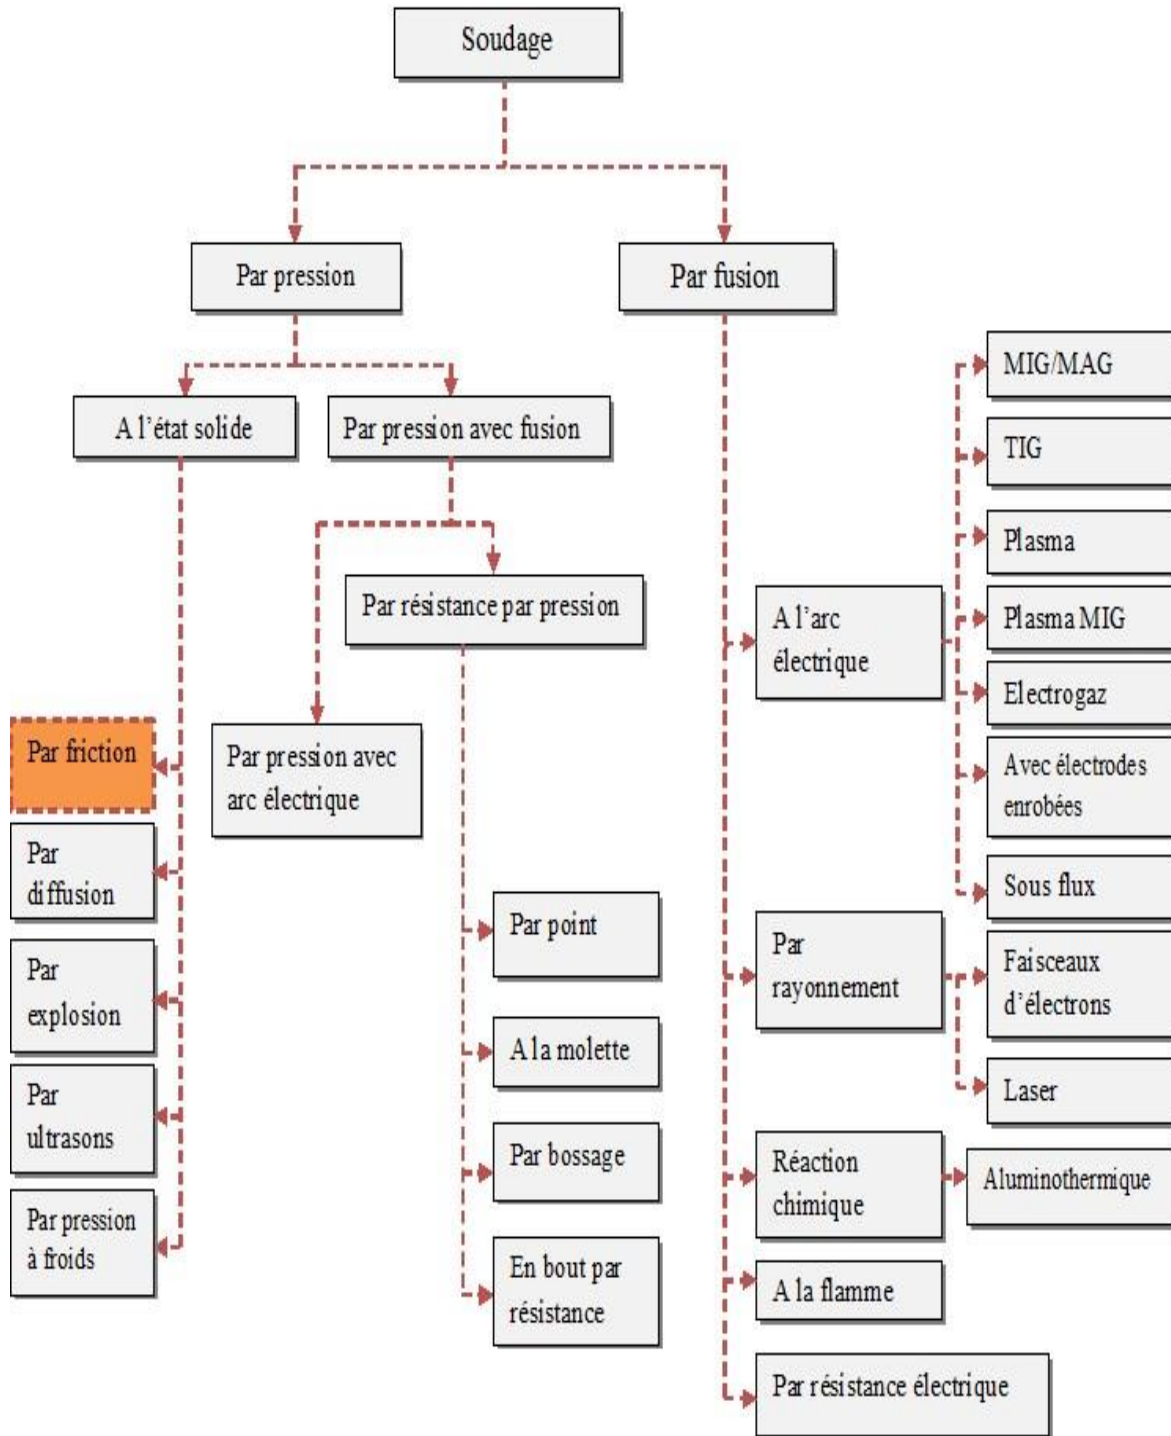 Soudage
Par pression
Par fusion
A l’état solide
Par pression avec fusion
Par résistance par pression
Par pression avec
arc électrique
Par friction
Par
diffusion
Par
explosion
Par
ultrasons
Par pression
à froids
Par point
A la molette
Par bossage
En bout par
résistance
A l’arc
électrique
Par
rayonnement
Réaction
chimique
A la flamme
Par résistance électrique
MIG/MAG
TIG
Plasma
Plasma MIG
Electrogaz
Avec électrodes
enrobées
Sous flux
Faisceaux
d’électrons
Laser
Aluminothermique